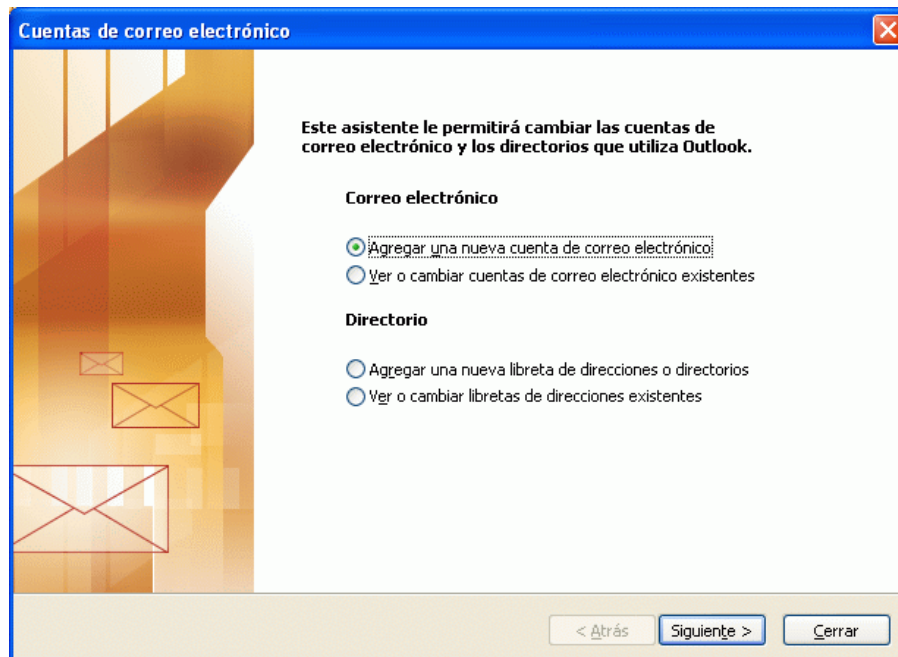 Cuentas de correo electrónico
Este asistente le permitirá cambiar las cuentas de
correo electrónico y los directorios que utiliza Outlook.
Correo electrónico
Agregar una nueva cuenta de correo electrónico
Ver o cambiar cuentas de correo electrónico existentes
Directorio
Agregar una nueva libreta de direcciones o directorios
Ver o cambiar libretas de direcciones existentes
< Atrás Siguiente > Cerrar